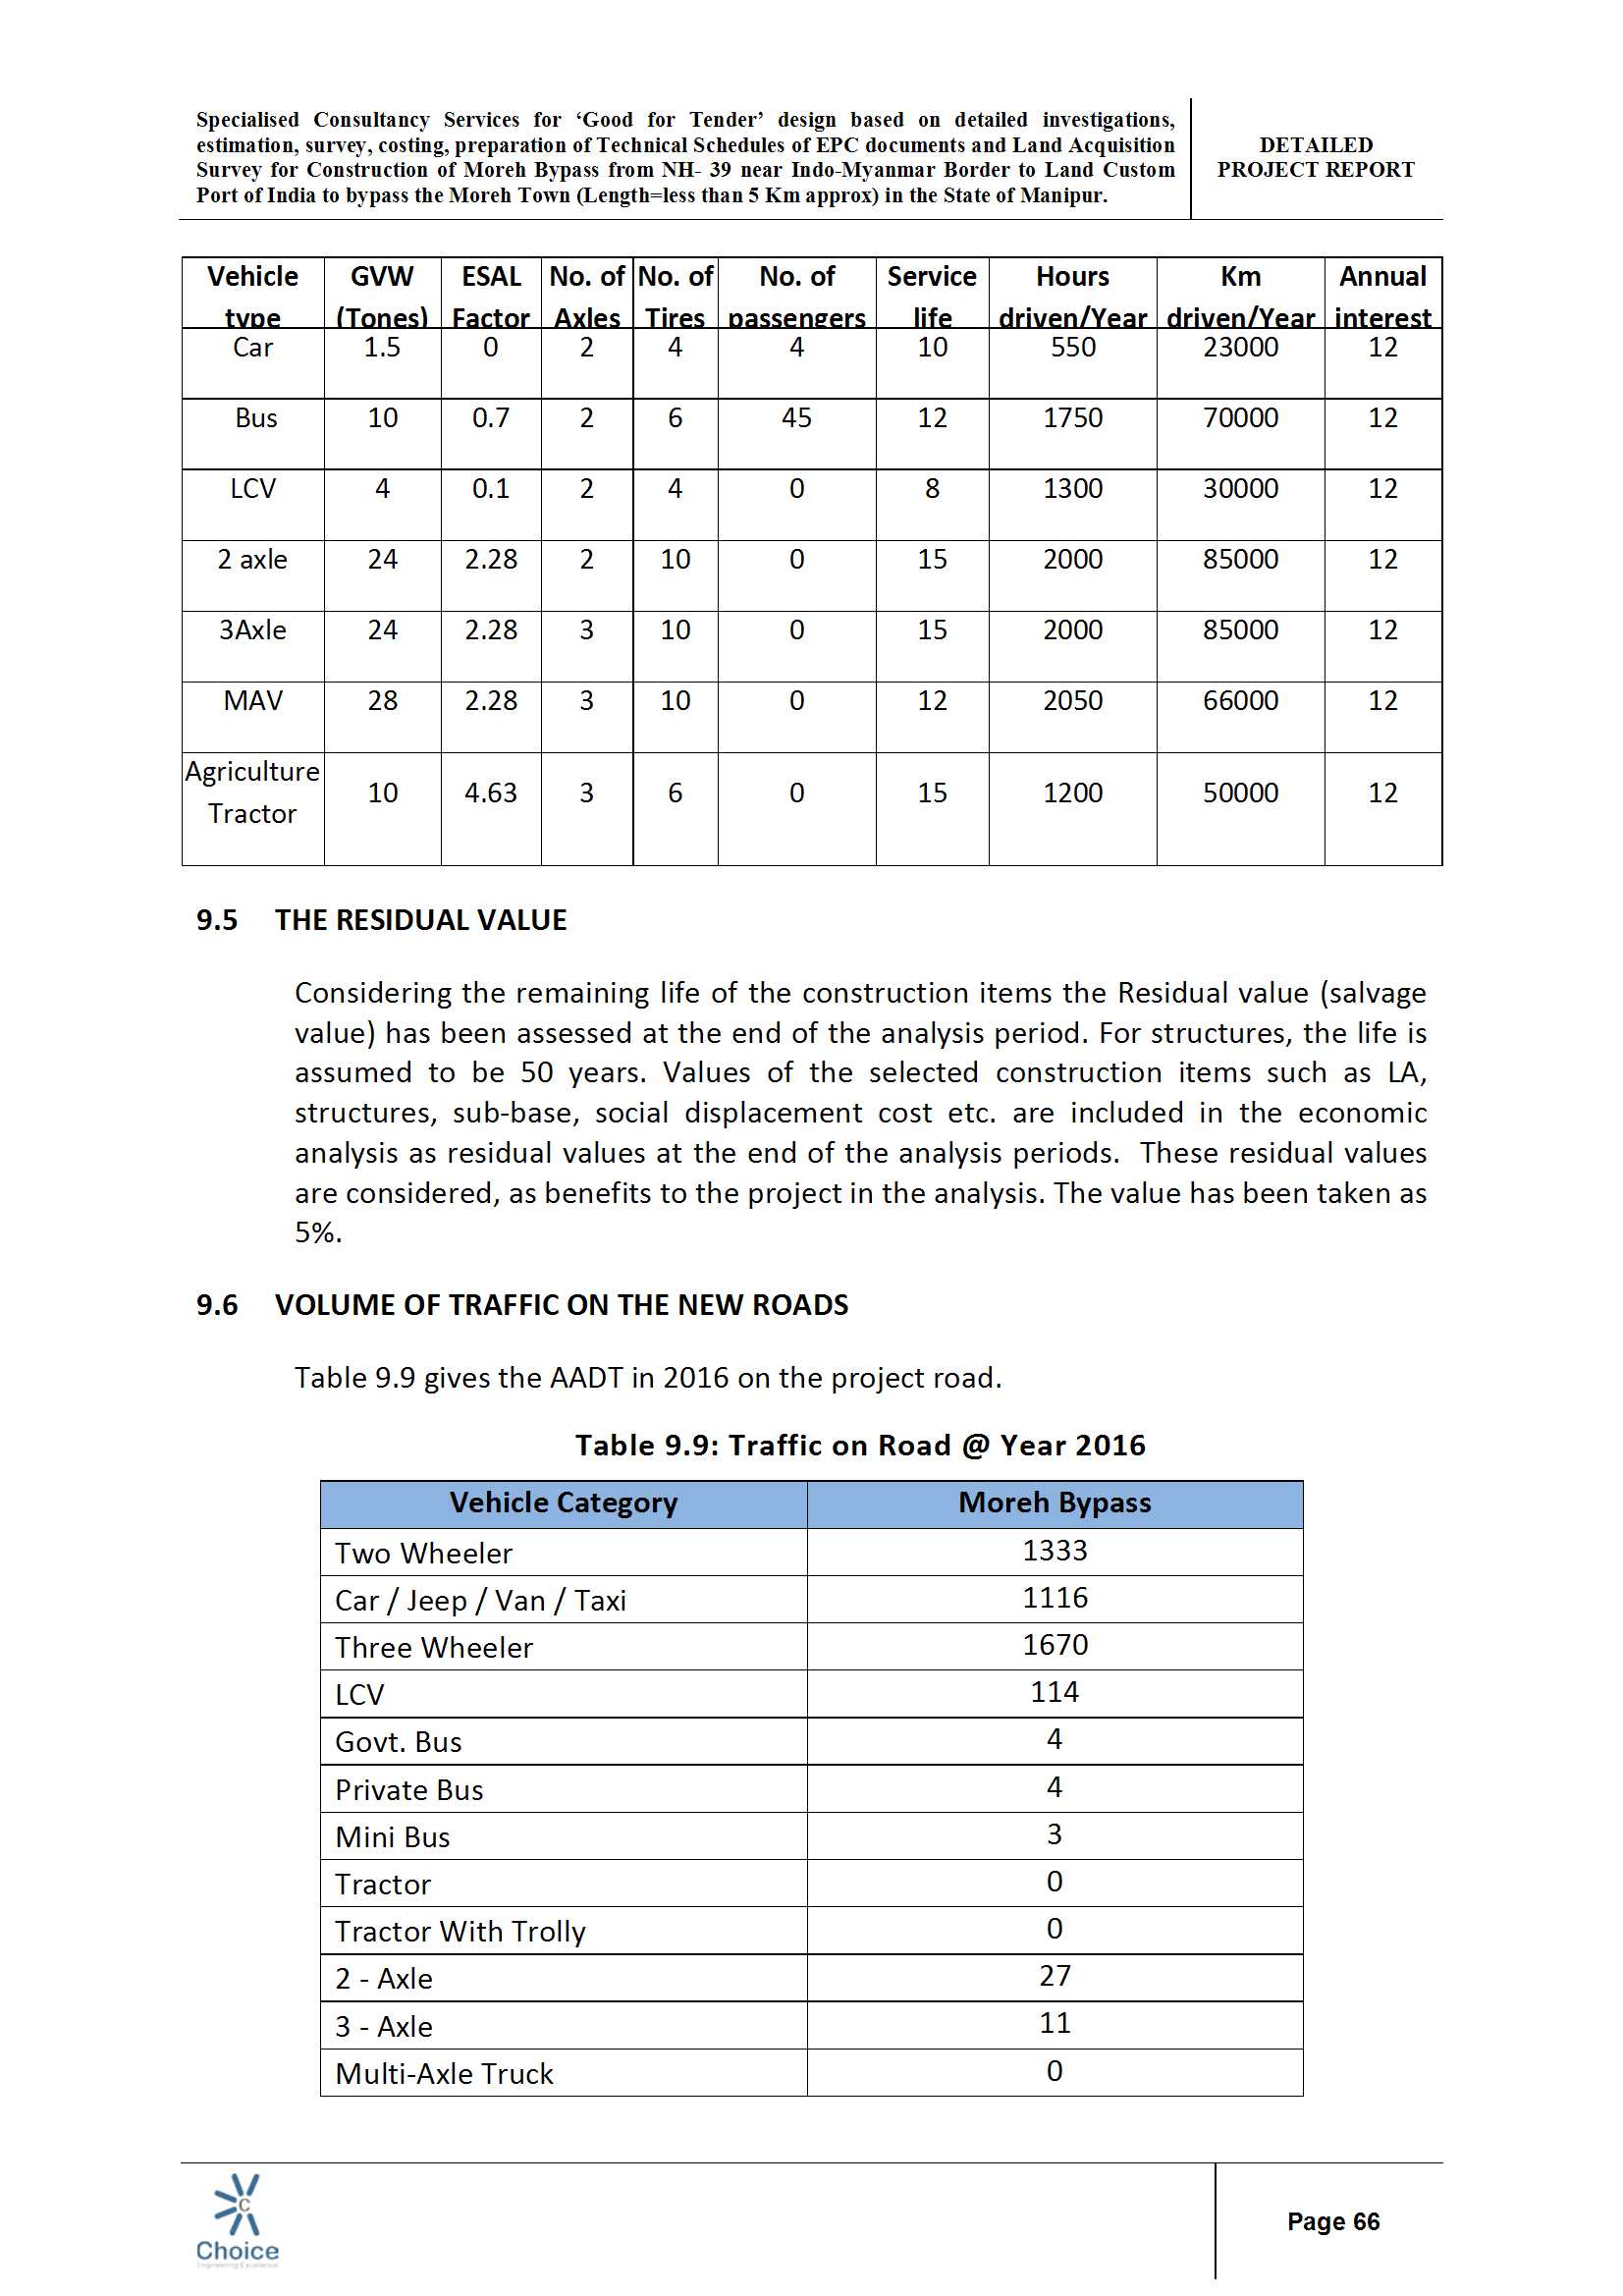 Specialised Consultancy Services for ‘Good for Tender’ design based on detailed investigations,
estimation, survey, costing, preparation of Technical Schedules of EPC documents and Land Acquisition
Survey for Construction of Moreh Bypass from NH- 39 near Indo-Myanmar Border to Land Custom
Port of India to bypass the Moreh Town (Length=less than 5 Km approx) in the State of Manipur.
DETAILED
PROJECT REPORT
Vehicle type GVW (Tones) ESAL Factor No. of Axles No. of Tires No. of passengers Service life Hours driven/Year Km driven/Year Annual interest
Car 1.5 0 2 4 4 10 550 23000 12
Bus 10 0.7 2 6 45 12 1750 70000 12
LCV 4 0.1 2 4 0 8 1300 30000 12
2 axle 24 2.28 2 10 0 15 2000 85000 12
3Axle 24 2.28 3 10 0 15 2000 85000 12
MAV 28 2.28 3 10 0 12 2050 66000 12
Agriculture Tractor 10 4.63 3 6 0 15 1200 50000 12
9.5 THE RESIDUAL VALUE
Considering the remaining life of the construction items the Residual value (salvage
value) has been assessed at the end of the analysis period. For structures, the life is
assumed to be 50 years. Values of the selected construction items such as LA,
structures, sub-base, social displacement cost etc. are included in the economic
analysis as residual values at the end of the analysis periods. These residual values
are considered, as benefits to the project in the analysis. The value has been taken as
5%.
9.6 VOLUME OF TRAFFIC ON THE NEW ROADS
Table 9.9 gives the AADT in 2016 on the project road.
Table 9.9: Traffic on Road @ Year 2016
Vehicle Category Moreh Bypass
Two Wheeler 1333
Car / Jeep / Van / Taxi 1116
Three Wheeler 1670
LCV 114
Govt. Bus 4
Private Bus 4
Mini Bus 3
Tractor 0
Tractor With Trolly 0
2 - Axle 27
3 - Axle 11
Multi-Axle Truck 0
C
Choice
Engineering Excellence
Page 66